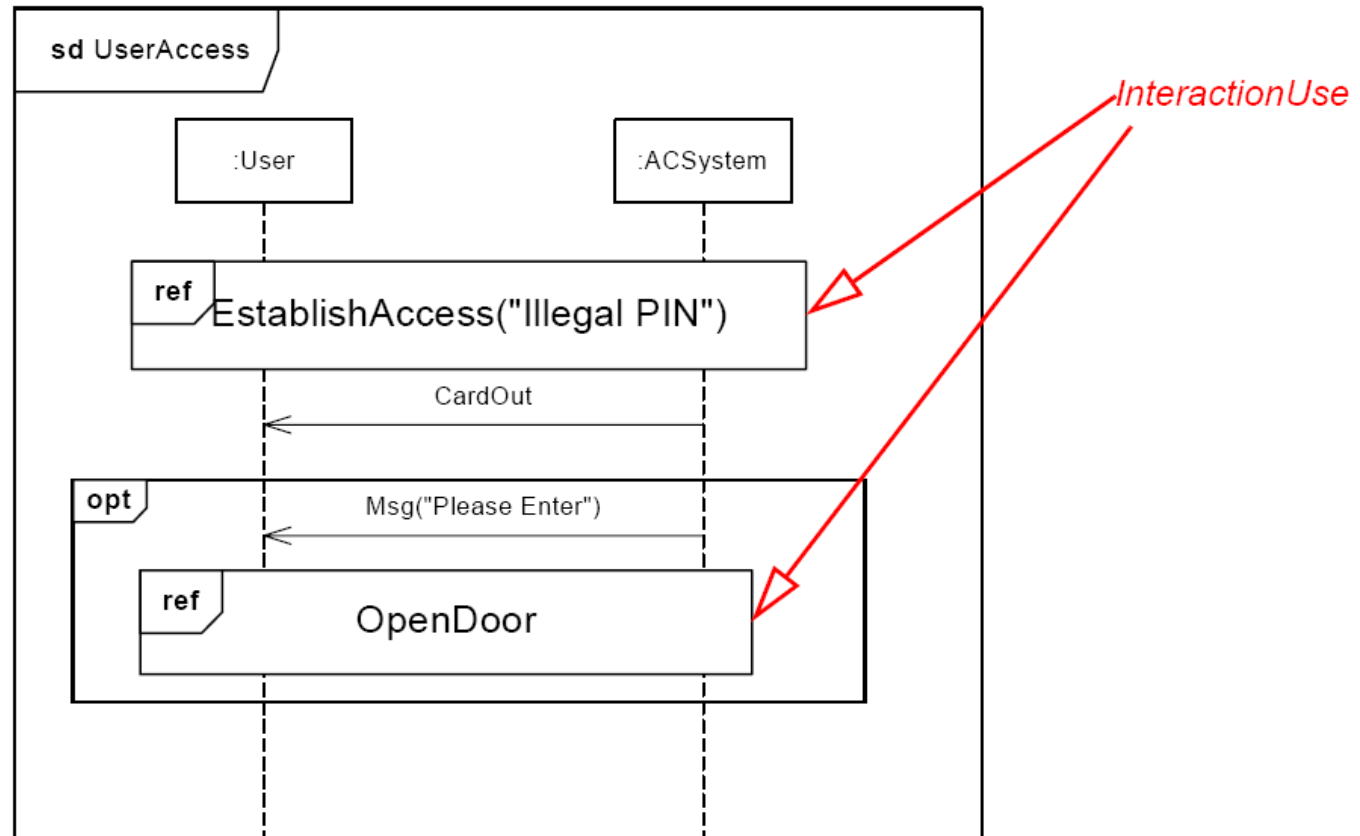 sd UserAccess
InteractionUse
:User
:ACSystem
ref
EstablishAccess("Illegal PIN")
CardOut
opt
Msg("Please Enter")
ref
OpenDoor